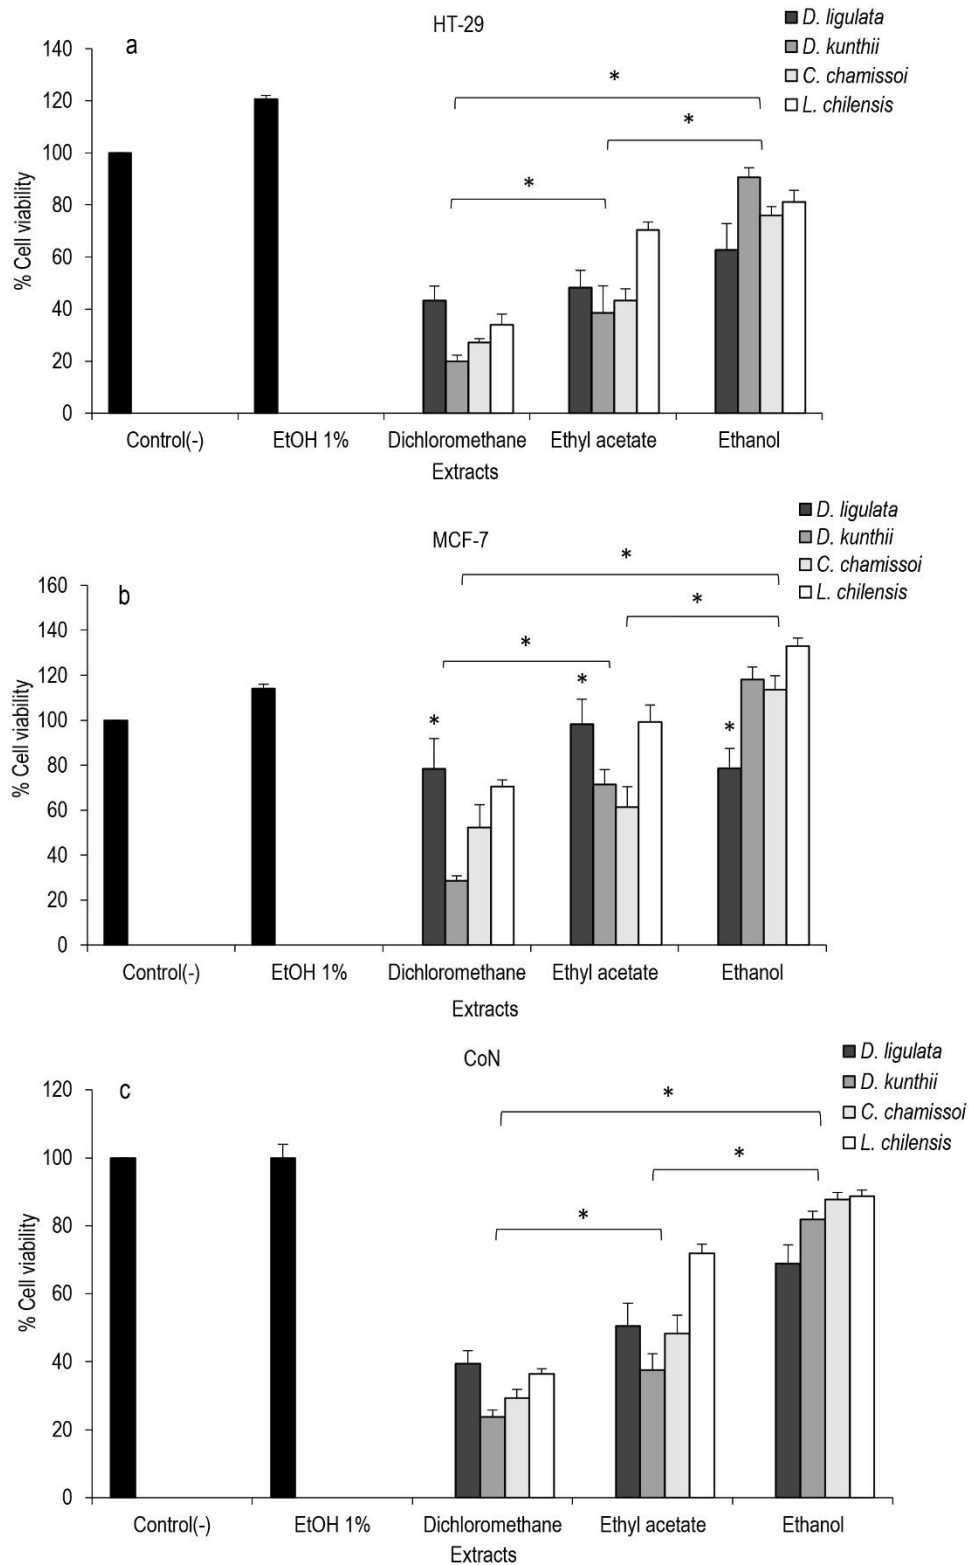 HT-29
a
D. ligulata
D. kunthii
C. chamissoi
L. chilensis
% Cell viability
140
120
100
80
60
40
20
0
*
*
*
Control(-) EtOH 1% Dichloromethane Ethyl acetate Ethanol
Extracts
MCF-7
b
D. ligulata
D. kunthii
C. chamissoi
L. chilensis
% Cell viability
160
140
120
100
80
60
40
20
0
*
*
*
*
*
*
Control(-) EtOH 1% Dichloromethane Ethyl acetate Ethanol
Extracts
CoN
c
D. ligulata
D. kunthii
C. chamissoi
L. chilensis
% Cell viability
120
100
80
60
40
20
0
*
*
*
Control(-) EtOH 1% Dichloromethane Ethyl acetate Ethanol
Extracts